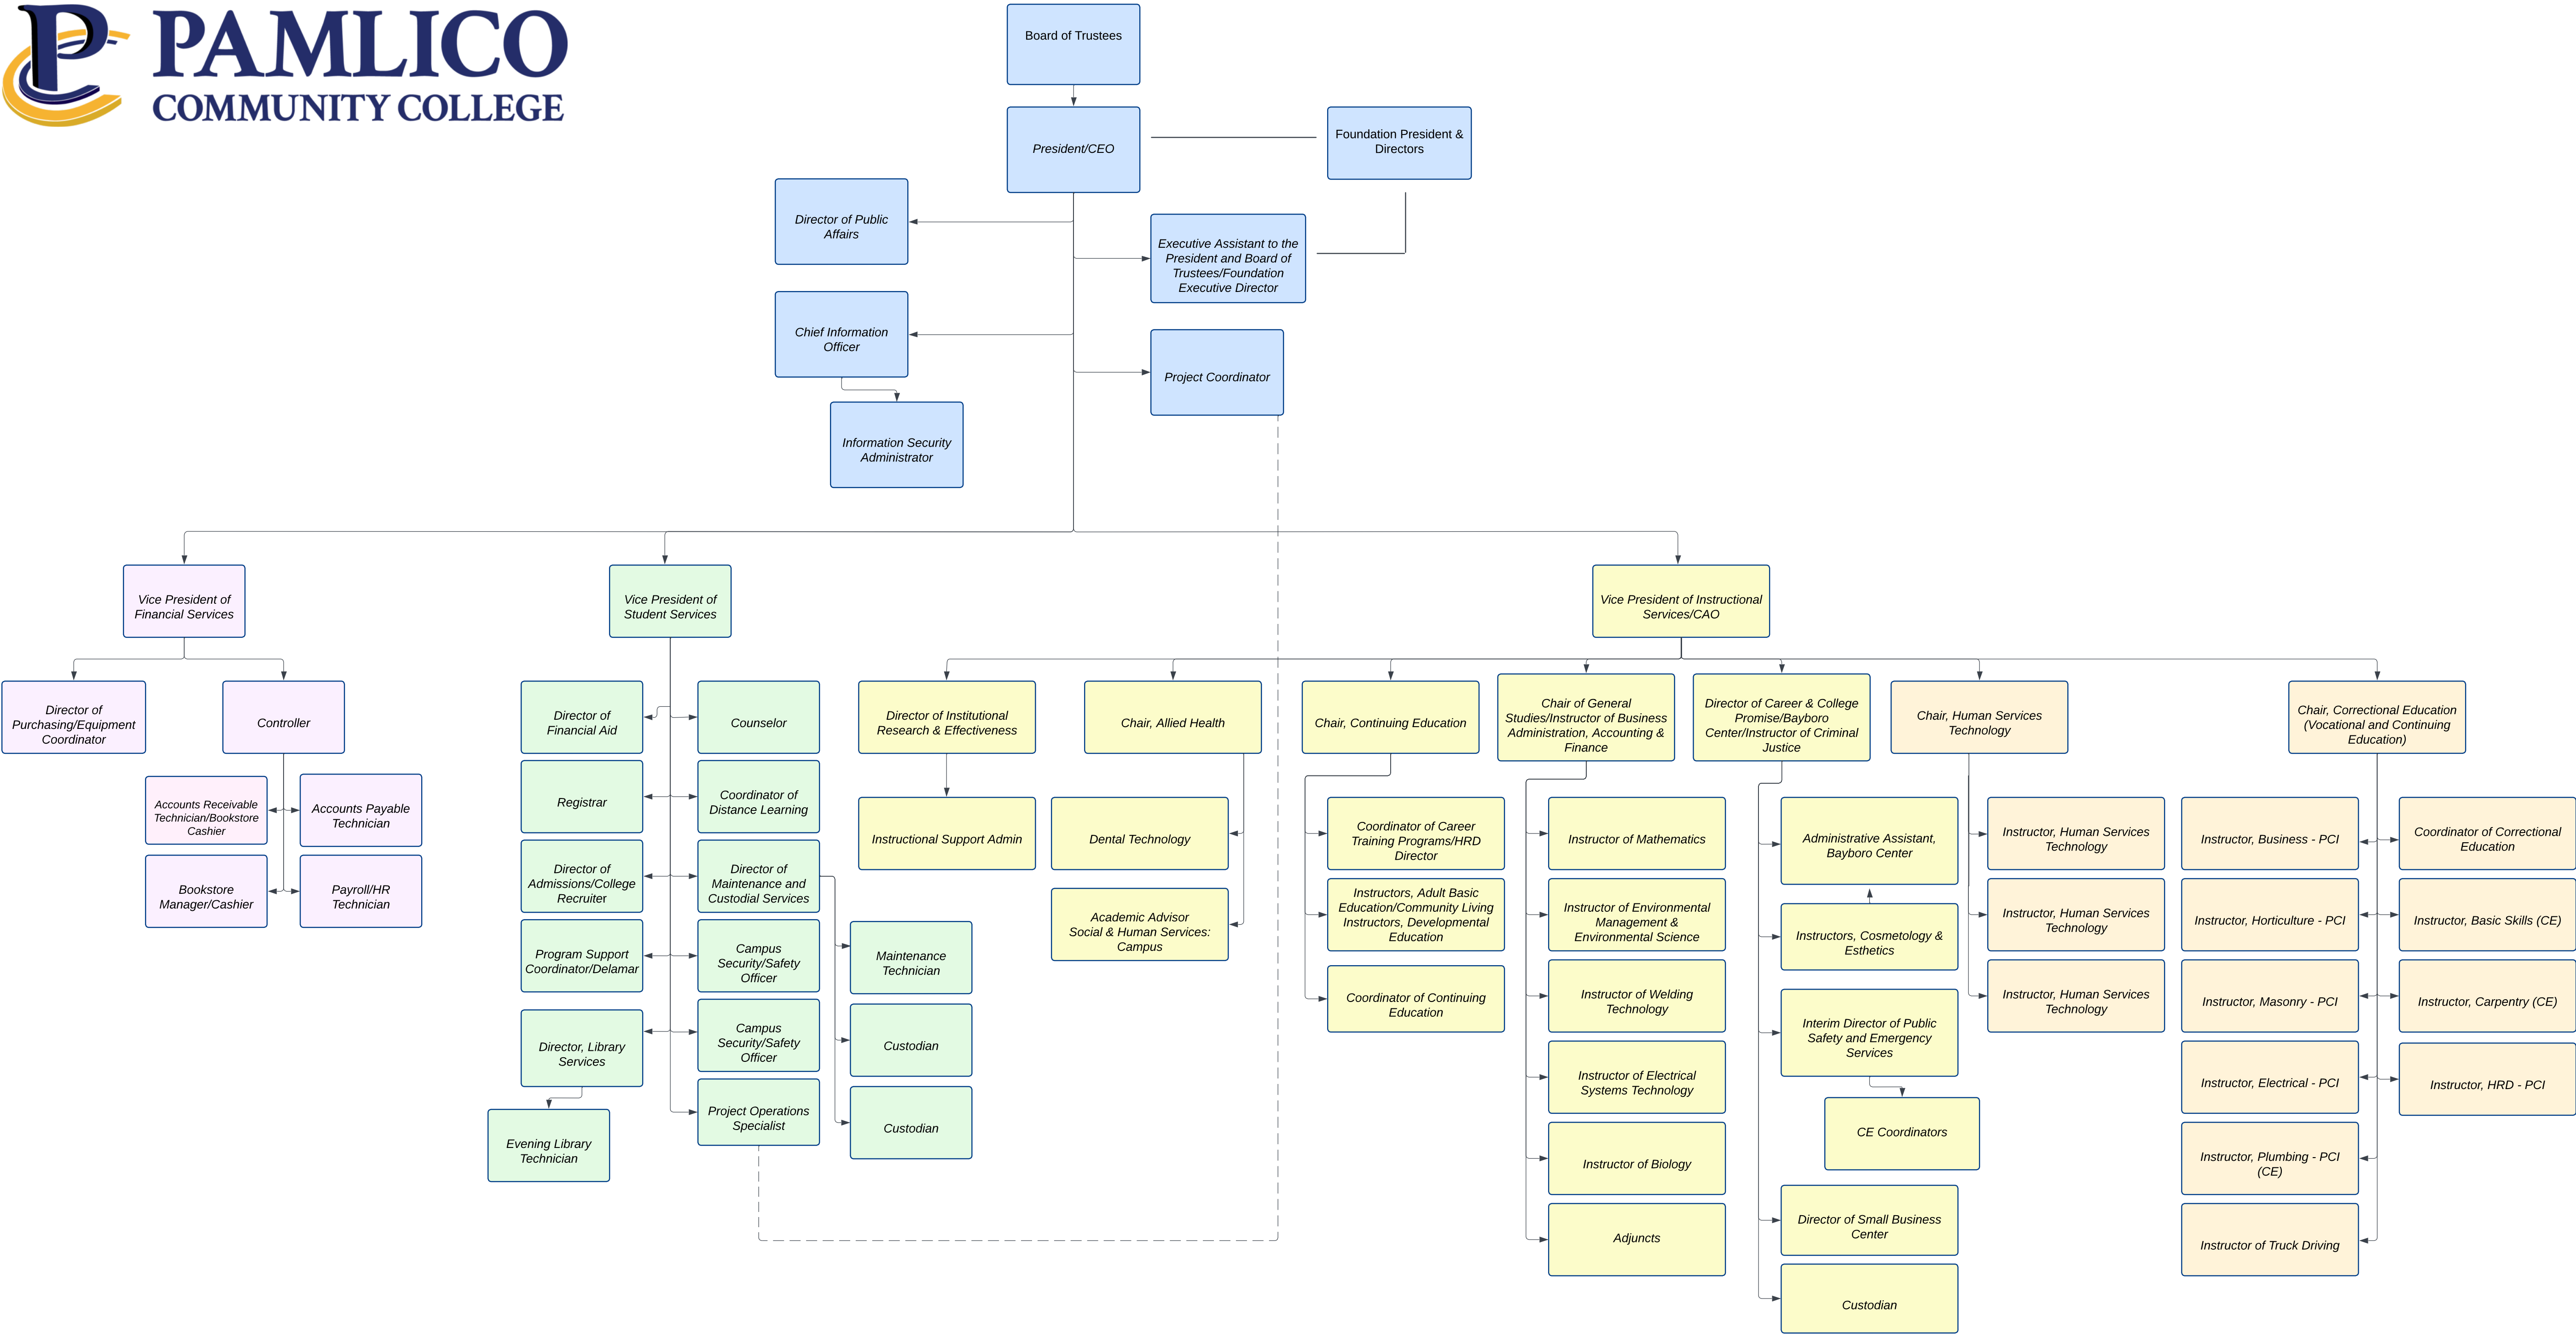 PAMLICO
COMMUNITY COLLEGE
Board of Trustees
President/CEO
Foundation President &
Directors
Director of Public
Affairs
Executive Assistant to the
President and Board of
Trustees/Foundation
Executive Director
Chief Information
Officer
Project Coordinator
Information Security
Administrator
Vice President of
Financial Services
Vice President of
Student Services
Vice President of Instructional
Services/CAO
Director of
Purchasing/Equipment
Coordinator
Controller
Accounts Receivable
Technician/Bookstore
Cashier
Accounts Payable
Technician
Bookstore
Manager/Cashier
Payroll/HR
Technician
Director of
Financial Aid
Counselor
Registrar
Coordinator of
Distance Learning
Director of
Admissions/College
Recruiter
Director of
Maintenance and
Custodial Services
Program Support
Coordinator/Delamar
Campus
Security/Safety
Officer
Maintenance
Technician
Director, Library
Services
Campus
Security/Safety
Officer
Custodian
Evening Library
Technician
Project Operations
Specialist
Custodian
Director of Institutional
Research & Effectiveness
Instructional Support Admin
Chair, Allied Health
Dental Technology
Academic Advisor
Social & Human Services:
Campus
Chair, Continuing Education
Coordinator of Career
Training Programs/HRD
Director
Instructors, Adult Basic
Education/Community Living
Instructors, Developmental
Education
Coordinator of Continuing
Education
Chair of General
Studies/Instructor of Business
Administration, Accounting &
Finance
Instructor of Mathematics
Instructor of Environmental
Management &
Environmental Science
Instructor of Welding
Technology
Instructor of Electrical
Systems Technology
Instructor of Biology
Adjuncts
Director of Career & College
Promise/Bayboro
Center/Instructor of Criminal
Justice
Administrative Assistant,
Bayboro Center
Instructors, Cosmetology &
Esthetics
Interim Director of Public
Safety and Emergency
Services
CE Coordinators
Director of Small Business
Center
Custodian
Chair, Human Services
Technology
Instructor, Human Services
Technology
Instructor, Human Services
Technology
Instructor, Human Services
Technology
Chair, Correctional Education
(Vocational and Continuing
Education)
Instructor, Business - PCI
Coordinator of Correctional
Education
Instructor, Horticulture - PCI
Instructor, Basic Skills (CE)
Instructor, Masonry - PCI
Instructor, Carpentry (CE)
Instructor, Electrical - PCI
Instructor, HRD - PCI
Instructor, Plumbing - PCI
(CE)
Instructor of Truck Driving